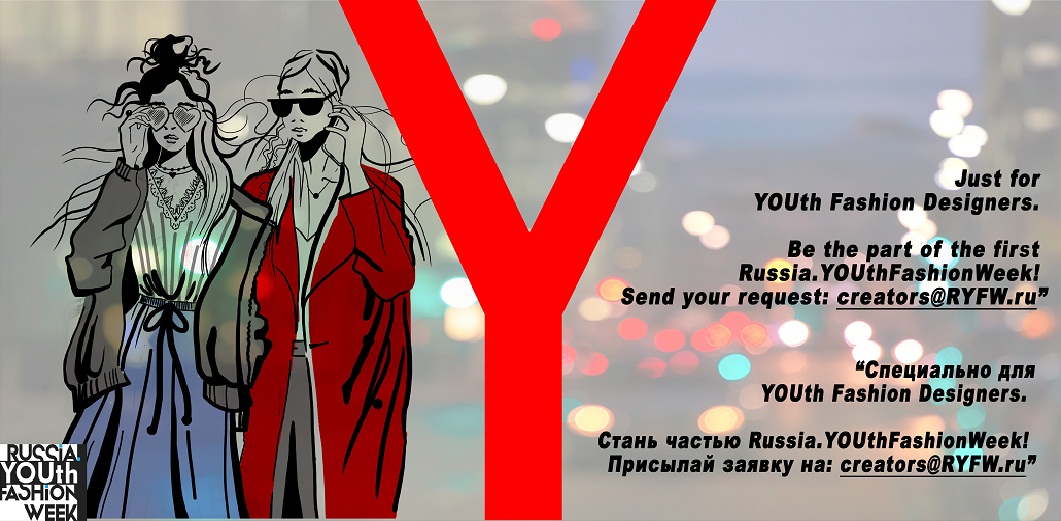 Just for
YOUth Fashion Designers.
Be the part of the first
Russia.YOUthFashionWeek!
Send your request: creators@RYFW.ru”
“Специально для
YOUth Fashion Designers.
Стань частью Russia.YOUthFashionWeek!
Присылай заявку на: creators@RYFW.ru”
Y
RUSSIA.
YOUth
FASHION
WEEK